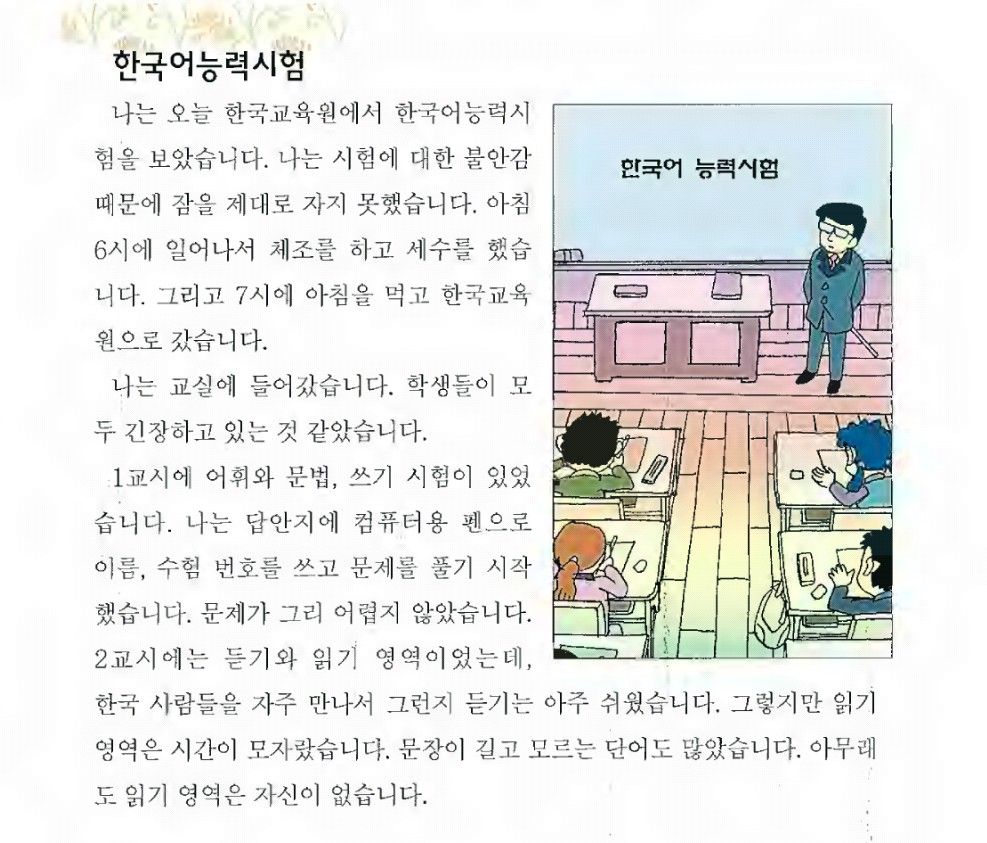 한국어능력시험
나는 오늘 한국교육원에서 한국어능력시
험을 보았습니다. 나는 시험에 대한 불안감
때문에 잠을 제대로 자지 못했습니다. 아침
6시에 일어나서 체조를 하고 세수를 했습
니다. 그리고 7시에 아침을 먹고 한국교육
원으로 갔습니다.
나는 교실에 들어갔습니다. 학생들이 모
두 긴장하고 있는 것 같았습니다.
1교시에 어휘와 문법, 쓰기 시험이 있었
습니다. 나는 답안지에 컴퓨터용 펜으로
이름, 수험 번호를 쓰고 문제를 풀기 시작
했습니다. 문제가 그리 어렵지 않았습니다.
2교시에는 듣기와 읽기 영역이었는데,
한국 사람들을 자주 만나서 그런지 듣기는 아주 쉬웠습니다. 그렇지만 읽기
영역은 시간이 모자랐습니다. 문장이 길고 모르는 단어도 많았습니다. 아무래
도 읽기 영역은 자신이 없습니다.
한국어 능력시험